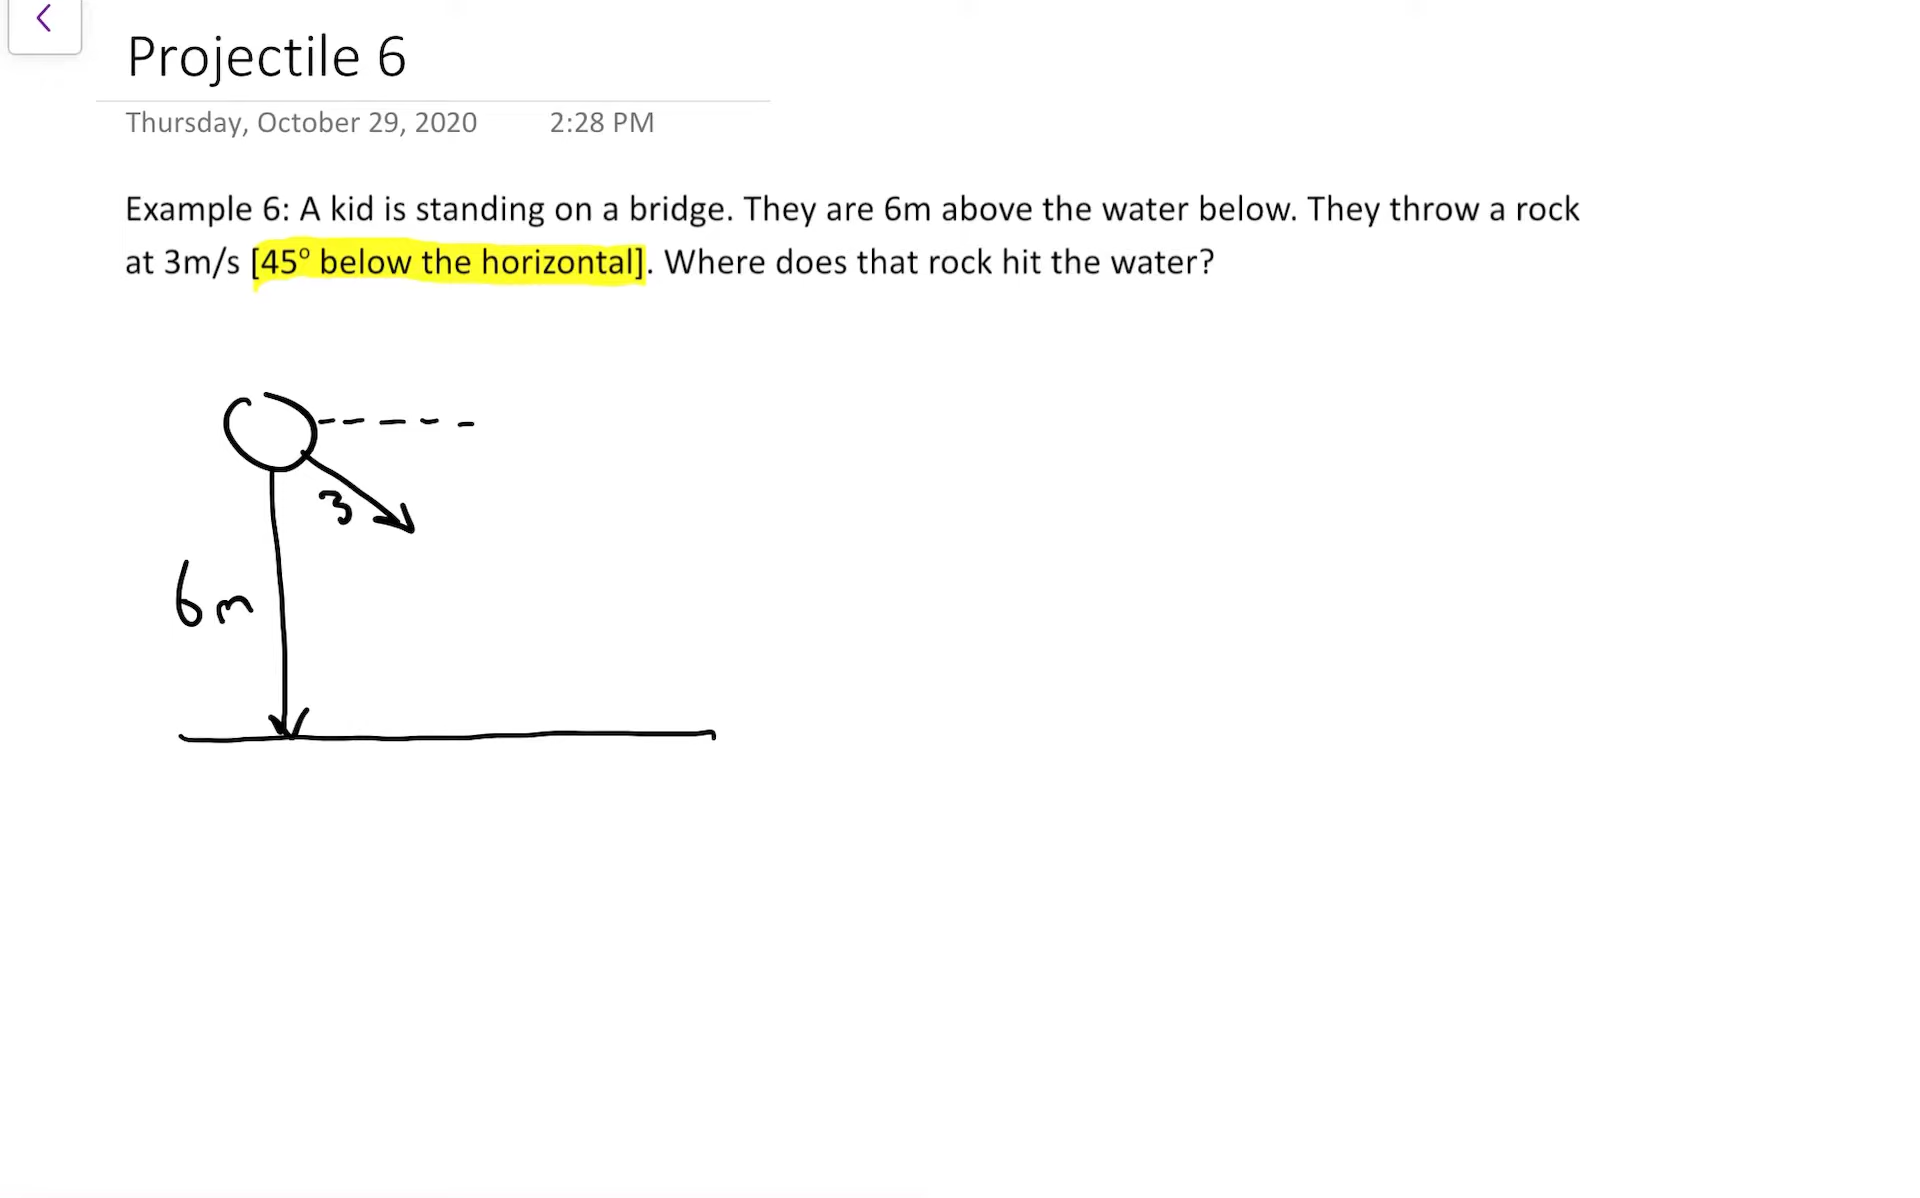 Projectile 6
Thursday, October 29, 2020 2:28 PM
Example 6: A kid is standing on a bridge. They are 6m above the water below. They throw a rock
at 3m/s [45° below the horizontal]. Where does that rock hit the water?
3
6m